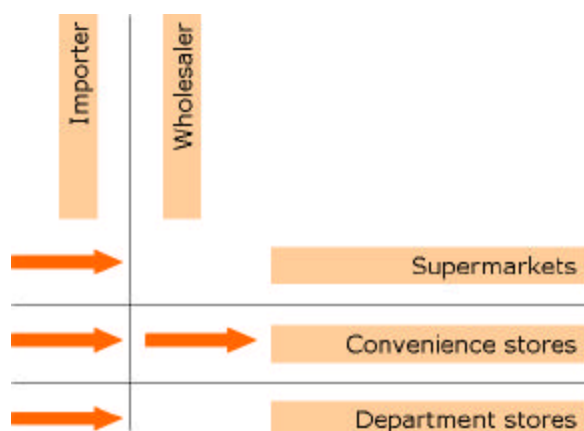 Importer
Wholesaler
Supermarkets
Convenience stores
Department stores